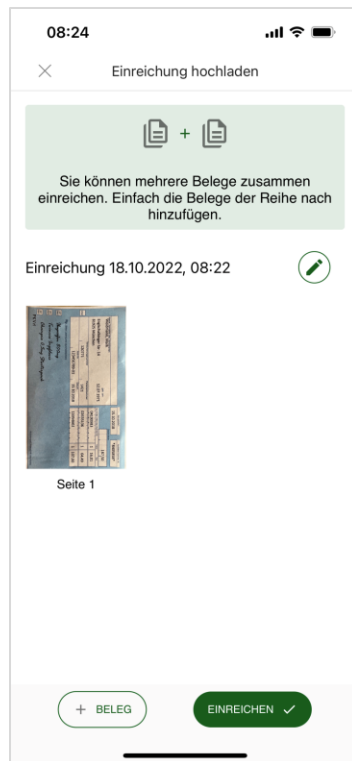 08:24
Einreichung hochladen
+
Sie können mehrere Belege zusammen
einreichen. Einfach die Belege der Reihe nach
hinzufügen.
Einreichung 18.10.2022, 08:22
Seite 1
+ BELEG
EINREICHEN